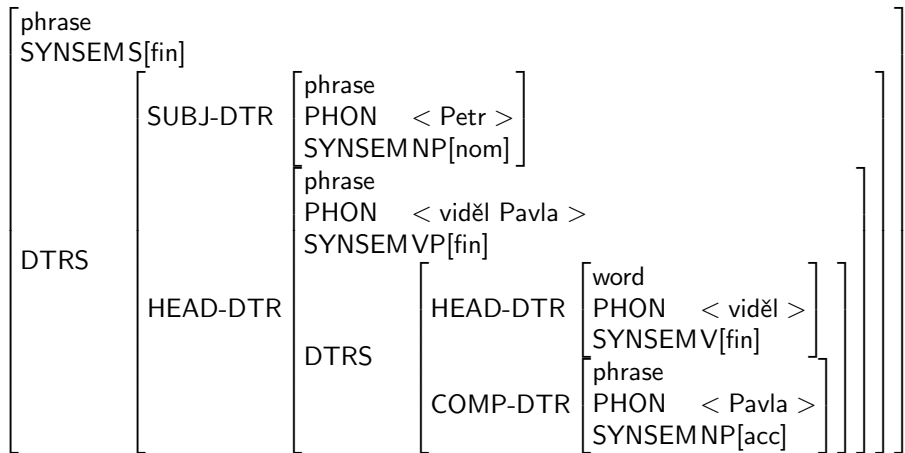 phrase
SYNSEM S[fin]
phrase
SUBJ-DTR PHON < Petr >
SYNSEM NP[nom]
phrase
PHON < viděl Pavla >
SYNSEM VP[fin]
DTRS
word
HEAD-DTR HEAD-DTR PHON < viděl >
SYNSEM V[fin]
DTRS
phrase
COMP-DTR PHON < Pavla >
SYNSEM NP[acc]